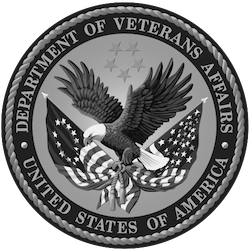 DEPARTMENT OF VETERANS AFFAIRS
UNITED STATES OF AMERICA